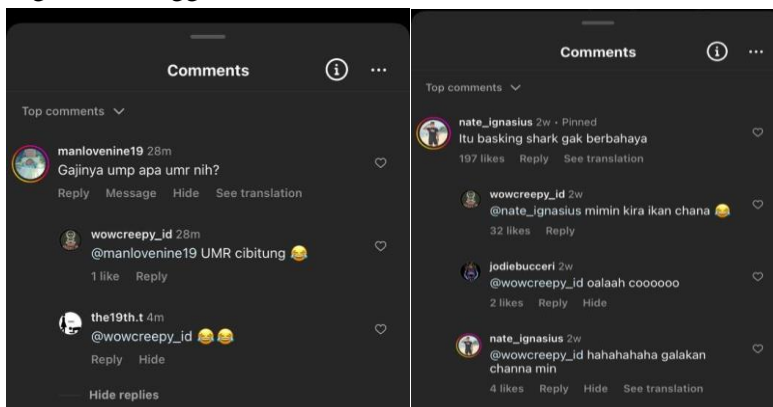 Comments
Top comments
manlovenine19 28m
Gajinya ump apa umr nih?
Reply Message Hide See translation
wowcreepy_id 28m
@manlovenine19 UMR cibitung 😂
1 like Reply
the19th.t 4m
@wowcreepy_id 😂😂
Reply Hide
Hide replies
Comments
Top comments
nate_ignasius 2w • Pinned
Itu basking shark gak berbahaya
197 likes Reply See translation
wowcreepy_id 2w
@nate_ignasius mimin kira ikan chana 😂
32 likes Reply
jodiebucceri 2w
@wowcreepy_id oalaah coooooo
2 likes Reply Hide
nate_ignasius 2w
@wowcreepy_id hahahahaha galakan
channa min
4 likes Reply Hide See translation